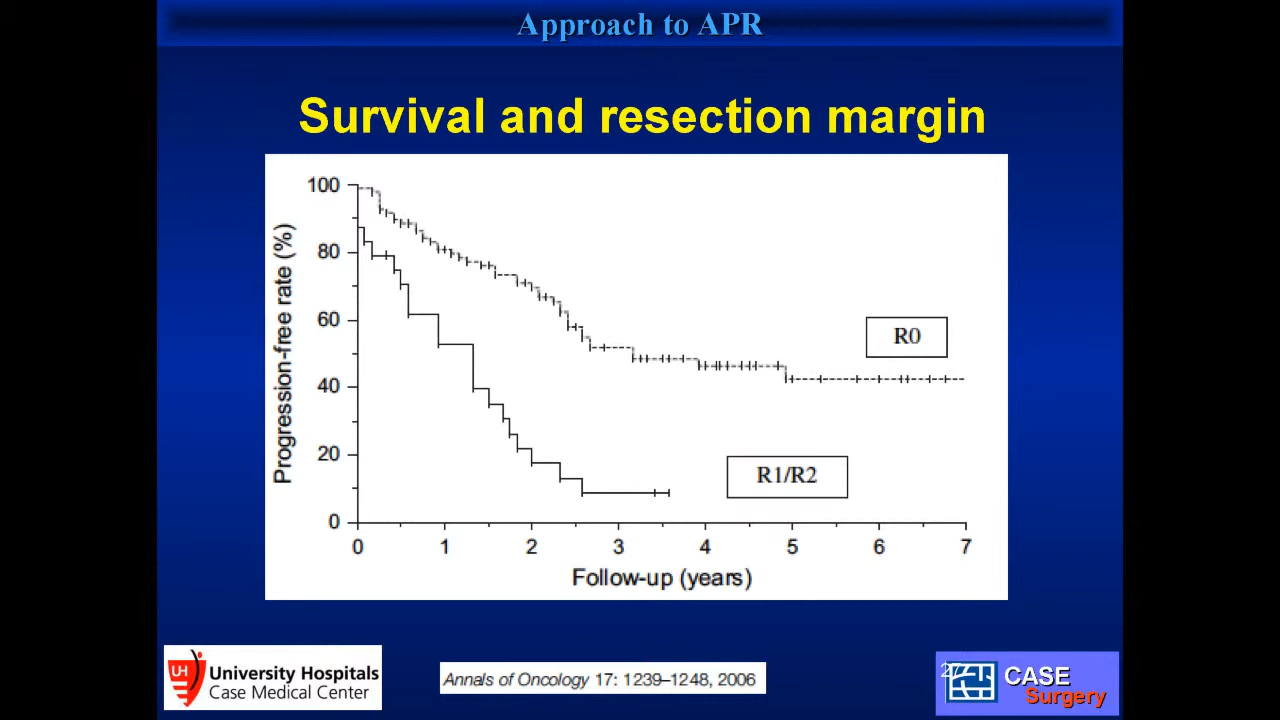 Approach to APR
Survival and resection margin
Progression-free rate (%)
100
80
60
40
20
0
R0
R1/R2
0 1 2 3 4 5 6 7
Follow-up (years)
UH
University Hospitals
Case Medical Center
Annals of Oncology 17: 1239–1248, 2006
CASE
Surgery